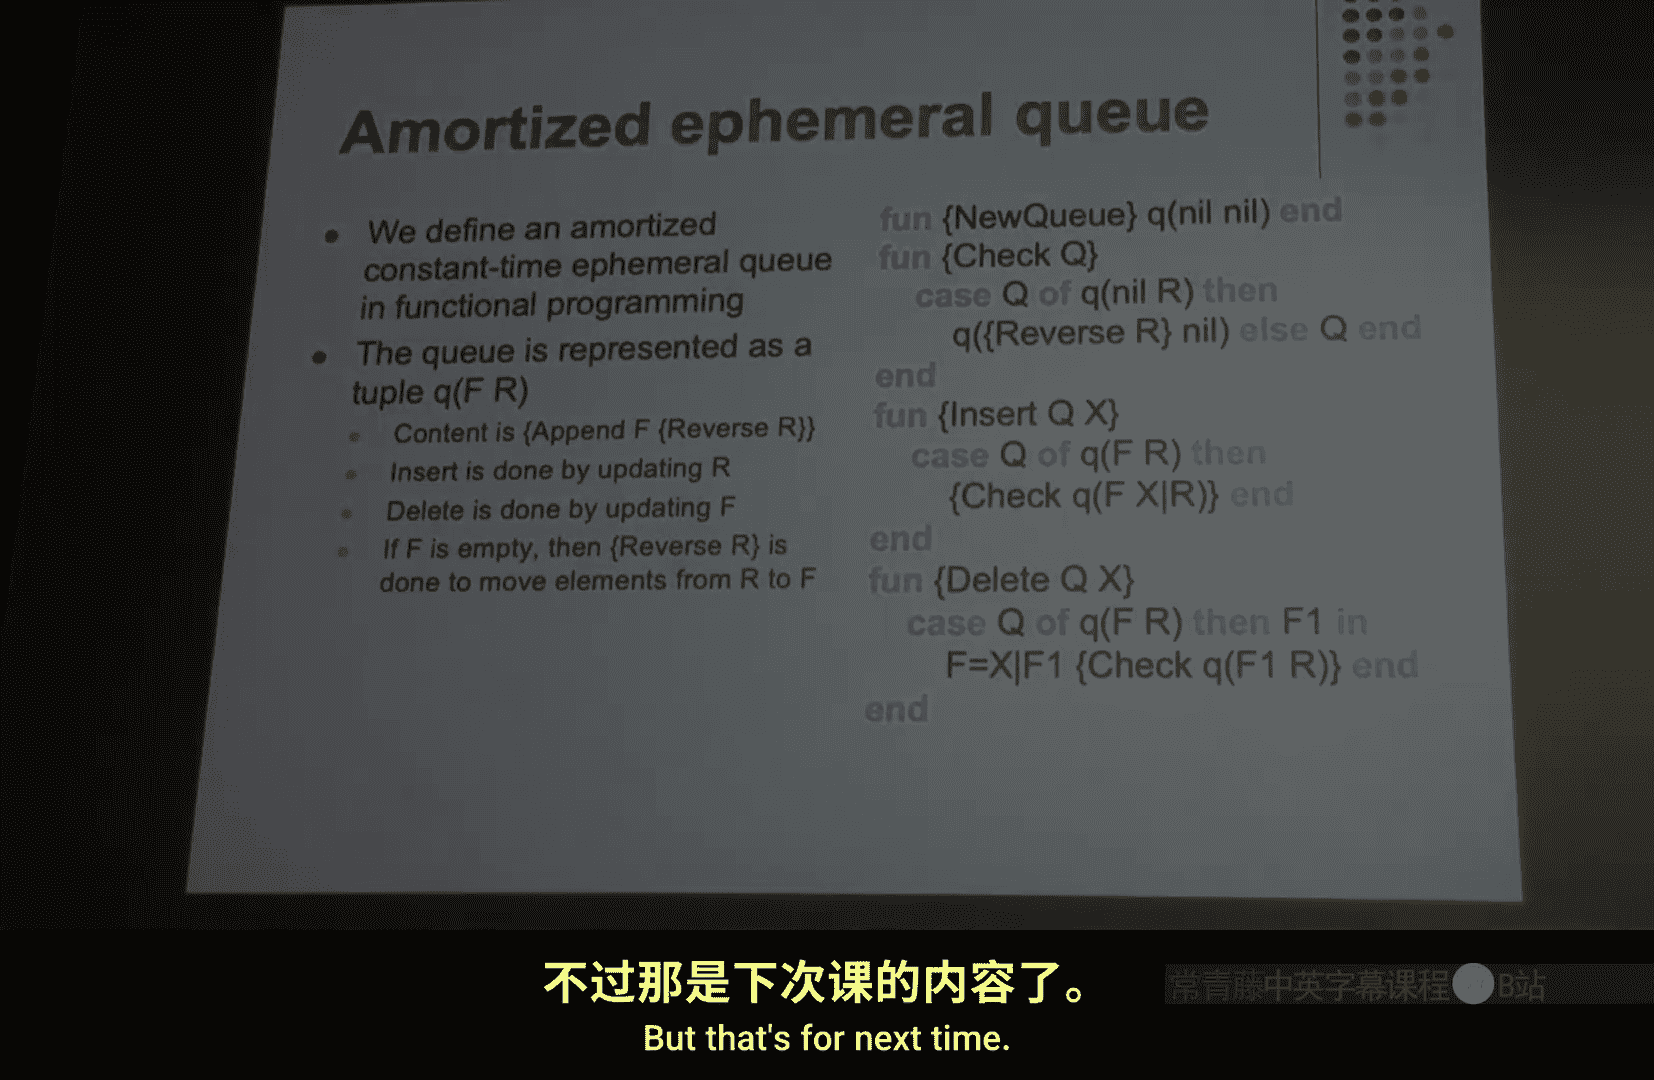 Amortized ephemeral queue
We define an amortized
constant-time ephemeral queue
in functional programming
The queue is represented as a
tuple q(F R)
Content is {Append F {Reverse R}}
Insert is done by updating R
Delete is done by updating F
If F is empty, then {Reverse R} is
done to move elements from R to F
fun {NewQueue} q(nil nil) end
fun {Check Q}
case Q of q(nil R) then
q({Reverse R} nil) else Q end
end
fun {Insert Q X}
case Q of q(F R) then
{Check q(F X|R)} end
end
fun {Delete Q X}
case Q of q(F R) then F1 in
F=X|F1 {Check q(F1 R)} end
end
不过那是下次课的内容了。
常青藤中英字幕课程 B站
But that's for next time.